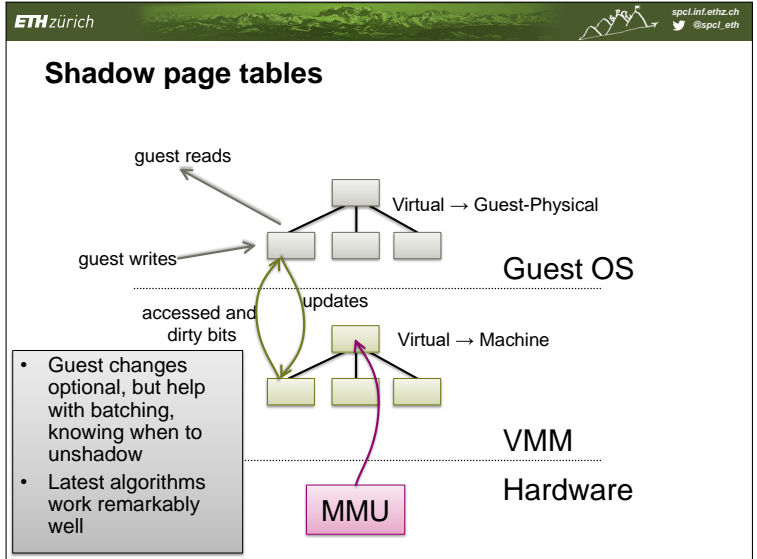 ETHzürich
spcl.inf.ethz.ch
@spcl_eth
Shadow page tables
guest reads
Virtual → Guest-Physical
guest writes
Guest OS
accessed and
dirty bits
updates
Virtual → Machine
• Guest changes
optional, but help
with batching,
knowing when to
unshadow
• Latest algorithms
work remarkably
well
VMM
Hardware
MMU